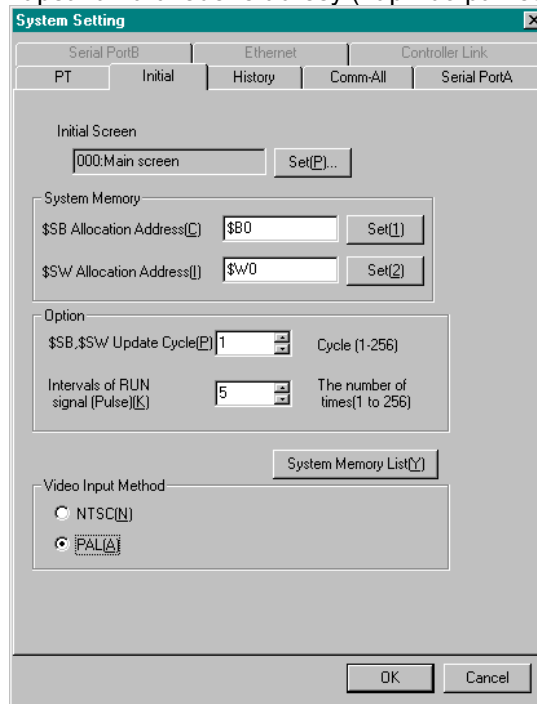 System Setting
Serial PortB Ethernet Controller Link
PT Initial History Comm-All Serial PortA
Initial Screen
000:Main screen Set(P)...
System Memory
$SB Allocation Address(C) $B0 Set(1)
$SW Allocation Address(I) $W0 Set(2)
Option
$SB,$SW Update Cycle(P) 1 Cycle (1-256)
Intervals of RUN The number of
signal (Pulse)(K) 5 times(1 to 256)
System Memory List(Y)
Video Input Method
NTSC(N)
PAL(A)
OK Cancel